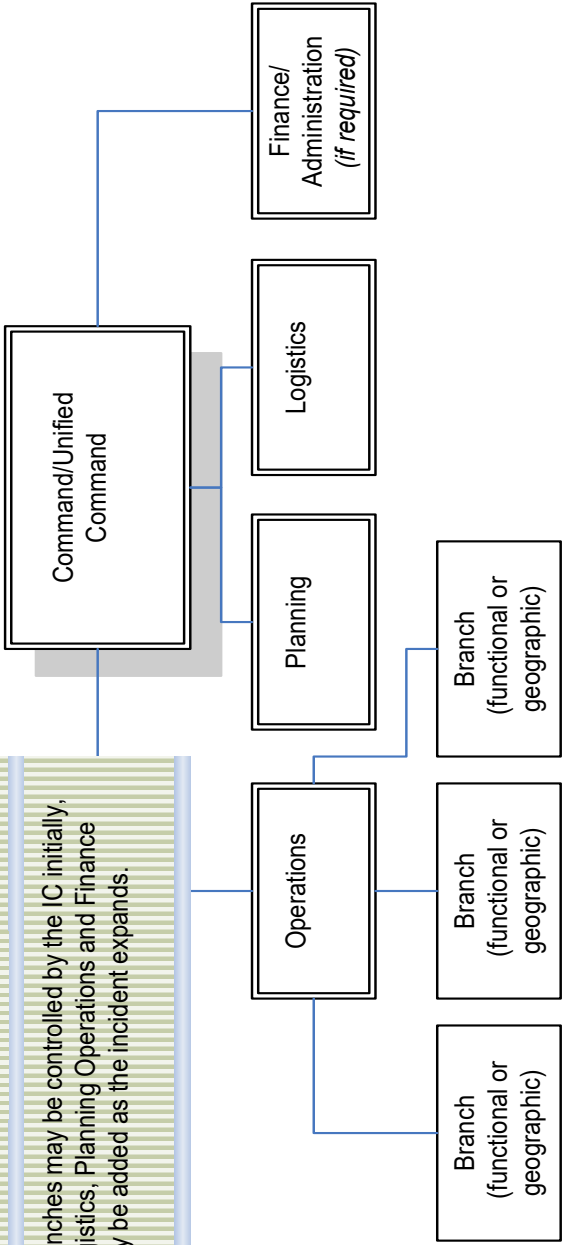 nches may be controlled by the IC initially,
gistics, Planning Operations and Finance
y be added as the incident expands.
Command/Unified
Command
Operations
Planning
Logistics
Finance/
Administration
(if required)
Branch
(functional or
geographic)
Branch
(functional or
geographic)
Branch
(functional or
geographic)